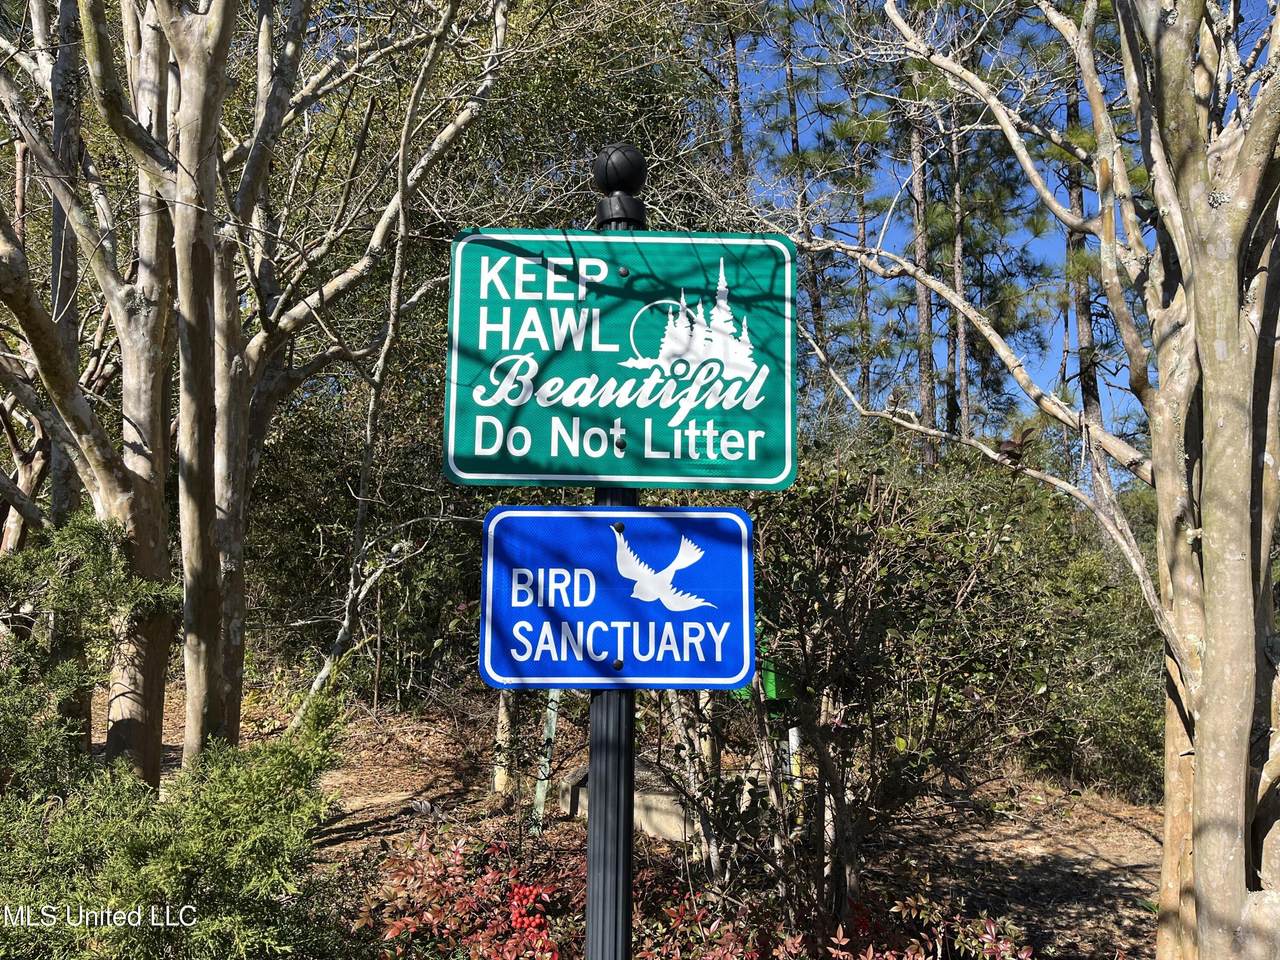 KEEP
HAWL
Beautiful
Do Not Litter
BIRD
SANCTUARY
MLS United LLC